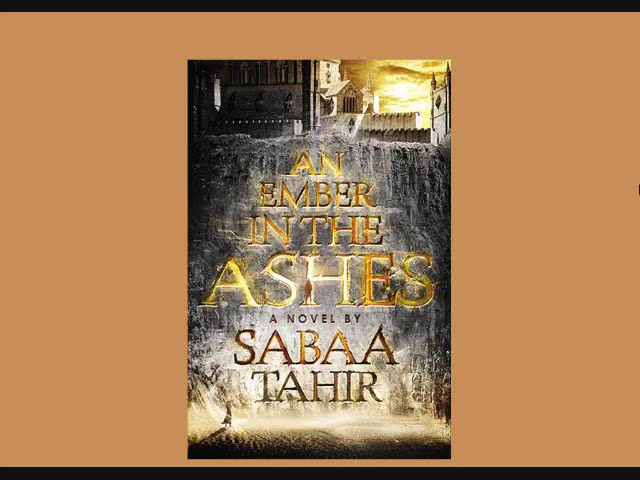 AN
EMBER
IN THE
ASHES
A NOVEL BY
SABAA
TAHIR